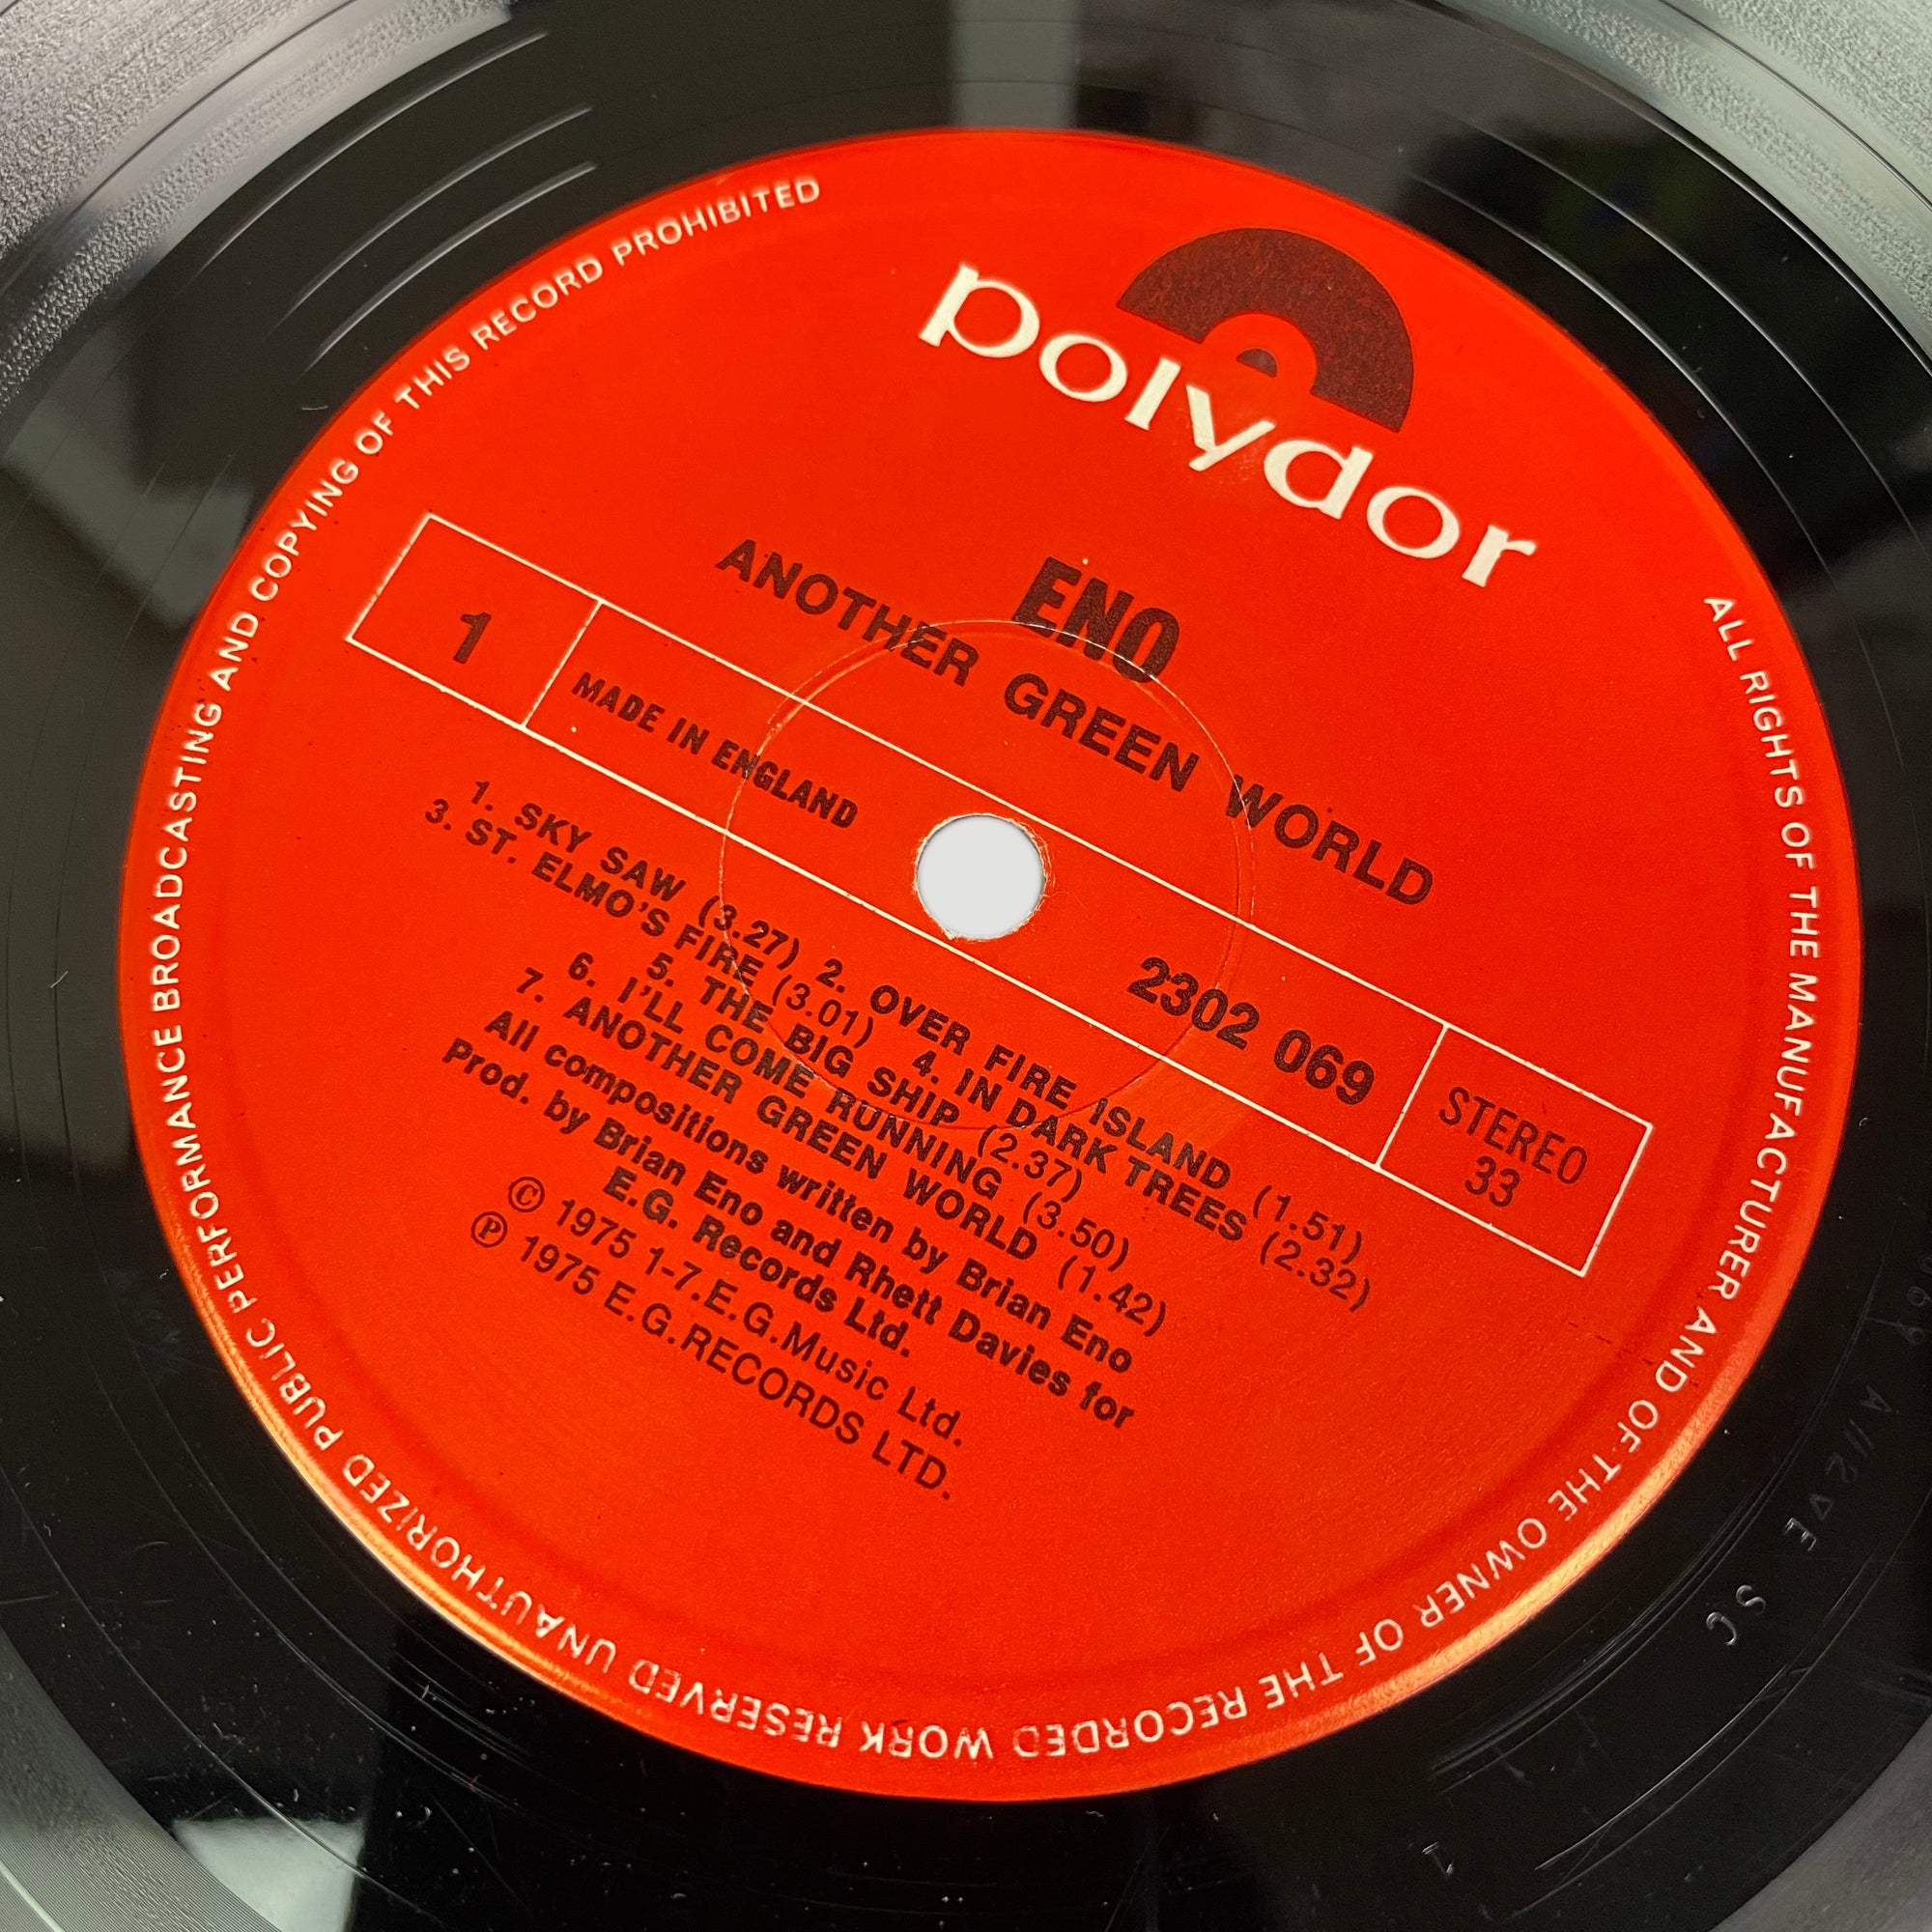 polydor
ENO
ANOTHER GREEN WORLD
1
MADE IN ENGLAND
2302 069
STEREO
33
1. SKY SAW (3.27) 2. OVER FIRE ISLAND (1.51)
3. ST. ELMO'S FIRE (3.01) 4. IN DARK TREES (2.32)
5. THE BIG SHIP (2.37)
6. I'LL COME RUNNING (3.50)
7. ANOTHER GREEN WORLD (1.42)
All compositions written by Brian Eno
Prod. by Brian Eno and Rhett Davies for
E.G. Records Ltd.
© 1975 1-7.E.G.Music Ltd.
℗ 1975 E.G.RECORDS LTD.
ALL RIGHTS OF THE MANUFACTURER AND OF THE OWNER OF THE RECORDED WORK RESERVED UNAUTHORIZED PUBLIC PERFORMANCE BROADCASTING AND COPYING OF THIS RECORD PROHIBITED
SC
1